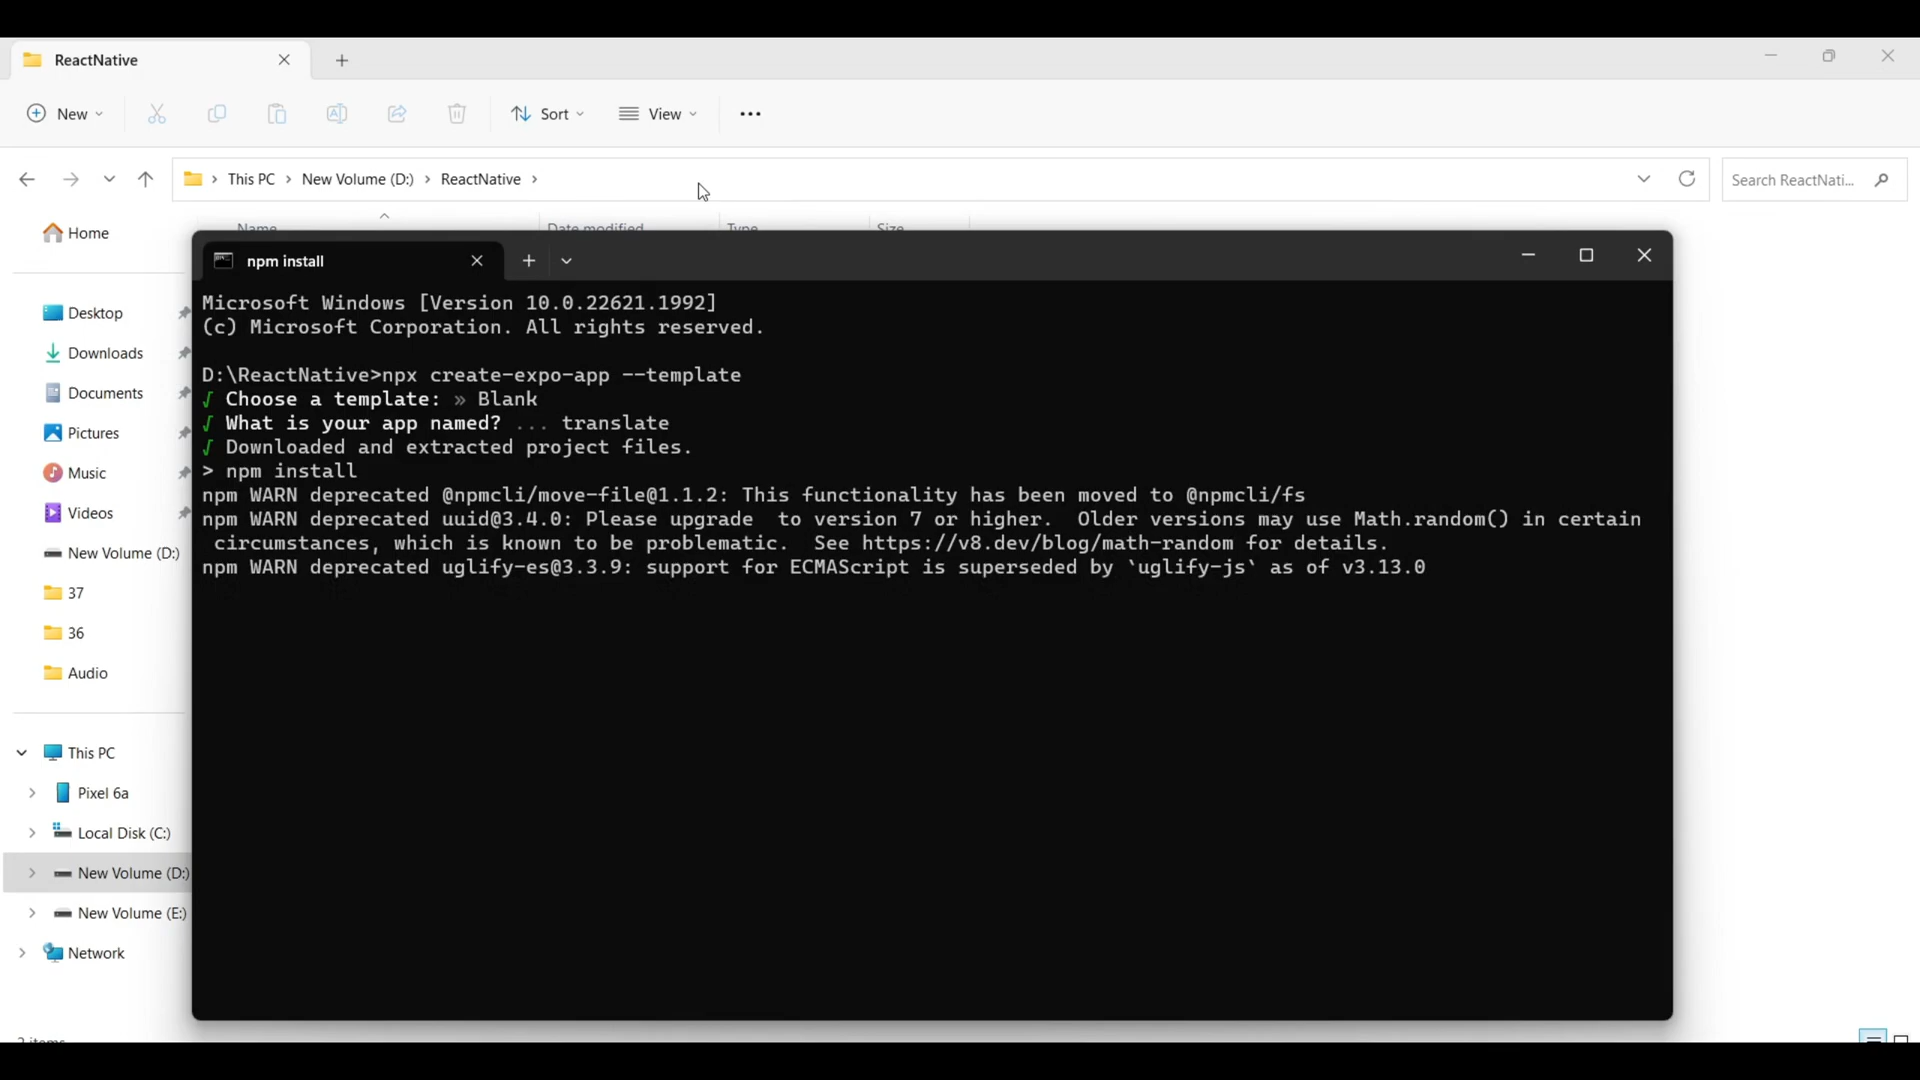 ReactNative
New
Sort
View
This PC
New Volume (D:)
ReactNative
Search ReactNati...
Home
Name
Date modified
Type
Size
Desktop
Downloads
Documents
Pictures
Music
Videos
New Volume (D:)
37
36
Audio
This PC
Pixel 6a
Local Disk (C:)
New Volume (D:)
New Volume (E:)
Network
2 items
npm install
Microsoft Windows [Version 10.0.22621.1992]
(c) Microsoft Corporation. All rights reserved.
D:\ReactNative>npx create-expo-app --template
√ Choose a template: » Blank
√ What is your app named? ... translate
√ Downloaded and extracted project files.
> npm install
npm WARN deprecated @npmcli/move-file@1.1.2: This functionality has been moved to @npmcli/fs
npm WARN deprecated uuid@3.4.0: Please upgrade  to version 7 or higher.  Older versions may use Math.random() in certain
circumstances, which is known to be problematic.  See https://v8.dev/blog/math-random for details.
npm WARN deprecated uglify-es@3.3.9: support for ECMAScript is superseded by `uglify-js` as of v3.13.0